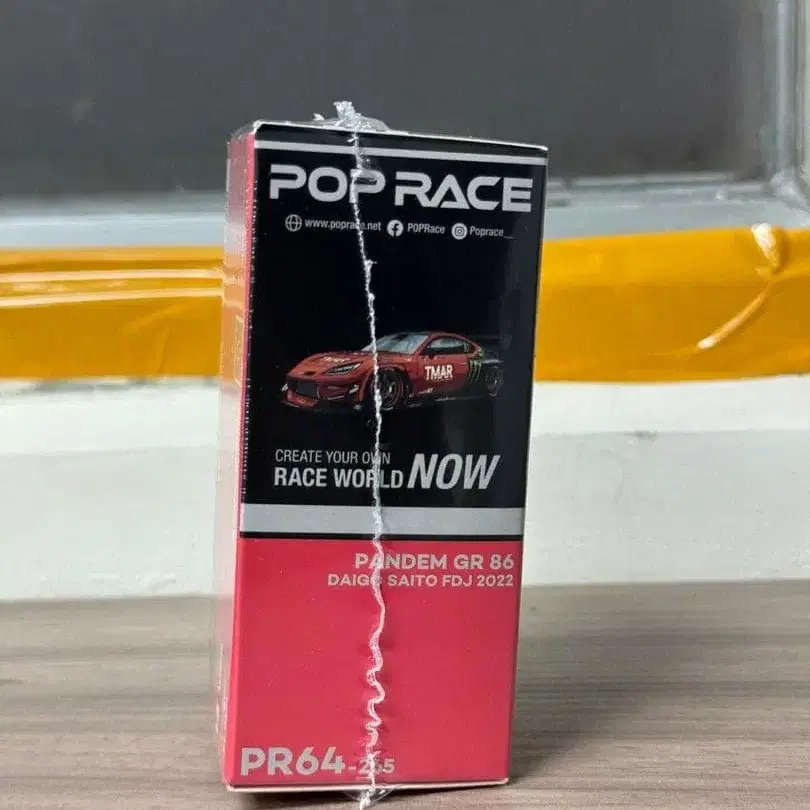 POP RACE
www.poprace.net POPRace Poprace__
TMAR
CREATE YOUR OWN
RACE WORLD NOW
PANDEM GR 86
DAIGO SAITO FDJ 2022
PR64-265